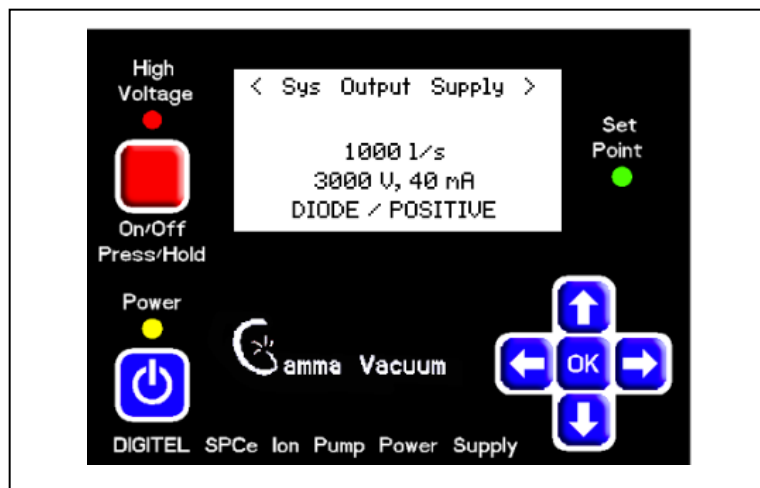 High
Voltage
< Sys Output Supply >
1000 l/s
3000 V, 40 mA
DIODE / POSITIVE
Set
Point
On/Off
Press/Hold
Power
Gamma Vacuum
OK
DIGITEL SPCe Ion Pump Power Supply